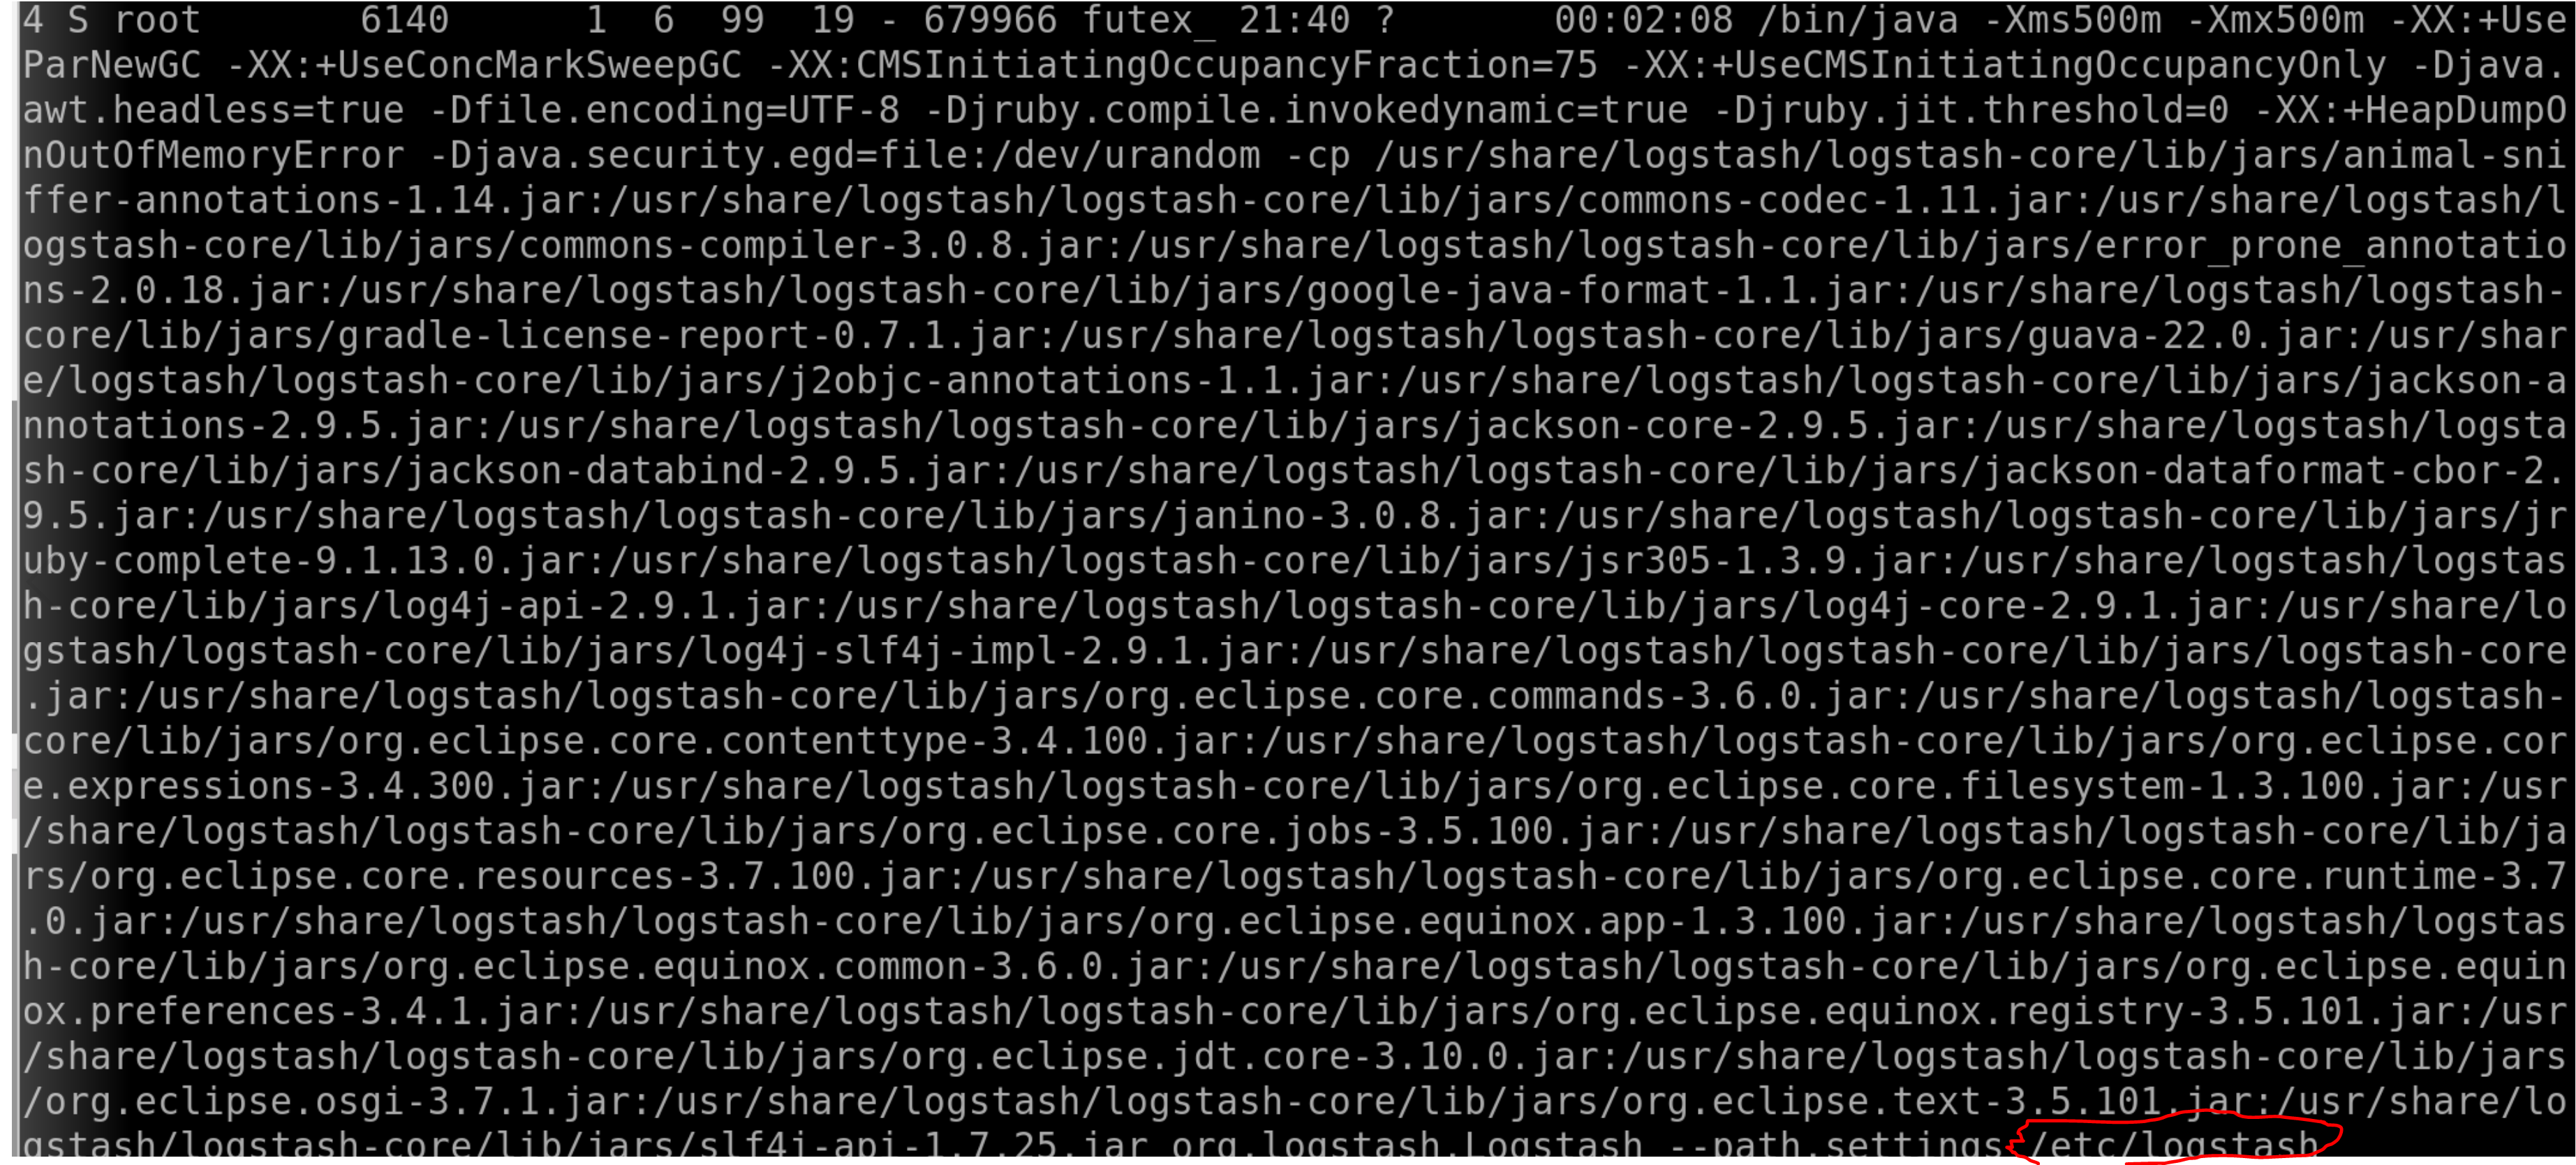 4 S root       6140      1  6  99  19 - 679966 futex_ 21:40 ?       00:02:08 /bin/java -Xms500m -Xmx500m -XX:+Use
ParNewGC -XX:+UseConcMarkSweepGC -XX:CMSInitiatingOccupancyFraction=75 -XX:+UseCMSInitiatingOccupancyOnly -Djava.
awt.headless=true -Dfile.encoding=UTF-8 -Djruby.compile.invokedynamic=true -Djruby.jit.threshold=0 -XX:+HeapDumpO
nOutOfMemoryError -Djava.security.egd=file:/dev/urandom -cp /usr/share/logstash/logstash-core/lib/jars/animal-sni
ffer-annotations-1.14.jar:/usr/share/logstash/logstash-core/lib/jars/commons-codec-1.11.jar:/usr/share/logstash/l
ogstash-core/lib/jars/commons-compiler-3.0.8.jar:/usr/share/logstash/logstash-core/lib/jars/error_prone_annotatio
ns-2.0.18.jar:/usr/share/logstash/logstash-core/lib/jars/google-java-format-1.1.jar:/usr/share/logstash/logstash-
core/lib/jars/gradle-license-report-0.7.1.jar:/usr/share/logstash/logstash-core/lib/jars/guava-22.0.jar:/usr/shar
e/logstash/logstash-core/lib/jars/j2objc-annotations-1.1.jar:/usr/share/logstash/logstash-core/lib/jars/jackson-a
nnotations-2.9.5.jar:/usr/share/logstash/logstash-core/lib/jars/jackson-core-2.9.5.jar:/usr/share/logstash/logsta
sh-core/lib/jars/jackson-databind-2.9.5.jar:/usr/share/logstash/logstash-core/lib/jars/jackson-dataformat-cbor-2.
9.5.jar:/usr/share/logstash/logstash-core/lib/jars/janino-3.0.8.jar:/usr/share/logstash/logstash-core/lib/jars/jr
uby-complete-9.1.13.0.jar:/usr/share/logstash/logstash-core/lib/jars/jsr305-1.3.9.jar:/usr/share/logstash/logstas
h-core/lib/jars/log4j-api-2.9.1.jar:/usr/share/logstash/logstash-core/lib/jars/log4j-core-2.9.1.jar:/usr/share/lo
gstash/logstash-core/lib/jars/log4j-slf4j-impl-2.9.1.jar:/usr/share/logstash/logstash-core/lib/jars/logstash-core
.jar:/usr/share/logstash/logstash-core/lib/jars/org.eclipse.core.commands-3.6.0.jar:/usr/share/logstash/logstash-
core/lib/jars/org.eclipse.core.contenttype-3.4.100.jar:/usr/share/logstash/logstash-core/lib/jars/org.eclipse.cor
e.expressions-3.4.300.jar:/usr/share/logstash/logstash-core/lib/jars/org.eclipse.core.filesystem-1.3.100.jar:/usr
/share/logstash/logstash-core/lib/jars/org.eclipse.core.jobs-3.5.100.jar:/usr/share/logstash/logstash-core/lib/ja
rs/org.eclipse.core.resources-3.7.100.jar:/usr/share/logstash/logstash-core/lib/jars/org.eclipse.core.runtime-3.7
.0.jar:/usr/share/logstash/logstash-core/lib/jars/org.eclipse.equinox.app-1.3.100.jar:/usr/share/logstash/logstas
h-core/lib/jars/org.eclipse.equinox.common-3.6.0.jar:/usr/share/logstash/logstash-core/lib/jars/org.eclipse.equin
ox.preferences-3.4.1.jar:/usr/share/logstash/logstash-core/lib/jars/org.eclipse.equinox.registry-3.5.101.jar:/usr
/share/logstash/logstash-core/lib/jars/org.eclipse.jdt.core-3.10.0.jar:/usr/share/logstash/logstash-core/lib/jars
/org.eclipse.osgi-3.7.1.jar:/usr/share/logstash/logstash-core/lib/jars/org.eclipse.text-3.5.101.jar:/usr/share/lo
gstash/logstash-core/lib/jars/slf4j-api-1.7.25.jar org.logstash.Logstash --path.settings /etc/logstash